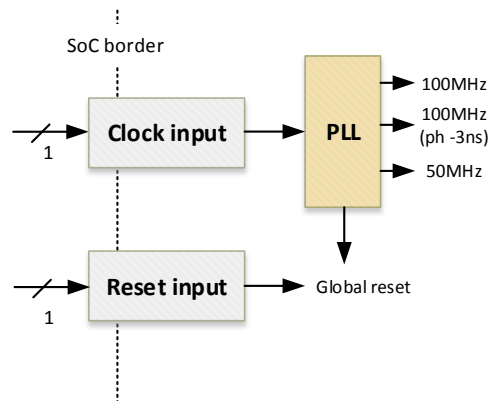 SoC border
Clock input
1
PLL
100MHz
100MHz
(ph -3ns)
50MHz
Reset input
1
Global reset